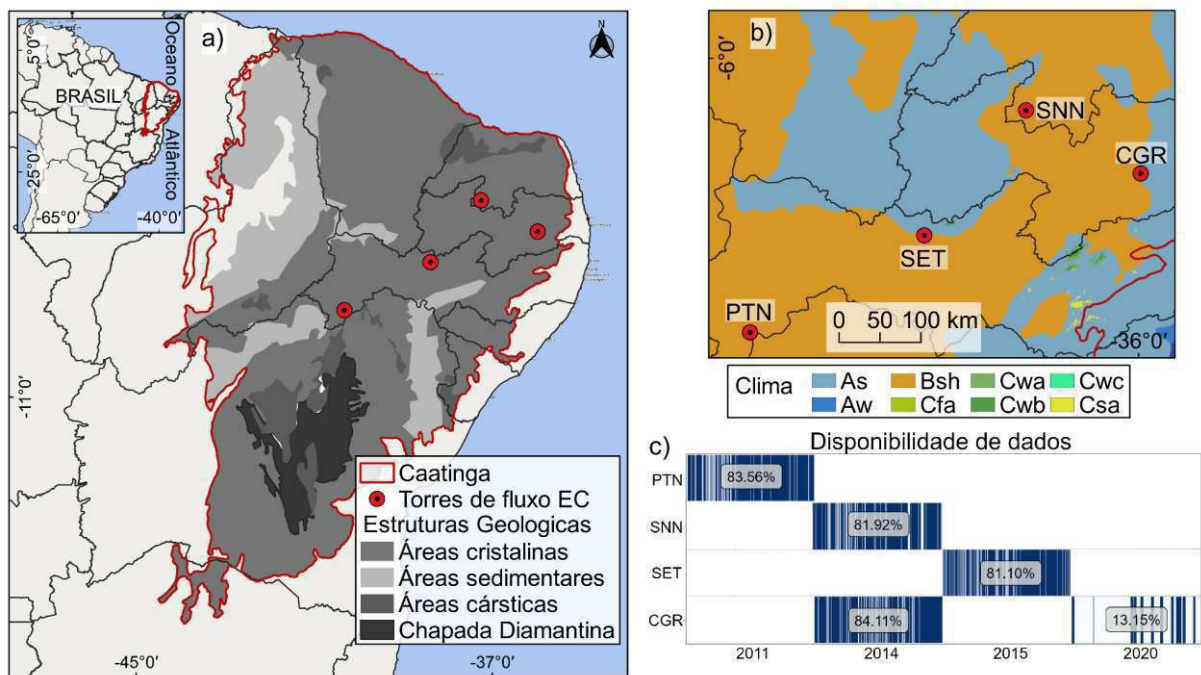 a)
N
Oceano
Atlântico
BRASIL
-5°0′
-25°0′
-65°0′
-40°0′
-11°0′
-45°0′
-37°0′
Caatinga
Torres de fluxo EC
Estruturas Geologicas
Áreas cristalinas
Áreas sedimentares
Áreas cársticas
Chapada Diamantina
b)
-6°0′
SNN
CGR
SET
PTN
0 50 100 km
-36°0′
Clima
As Bsh Cwa Cwc
Aw Cfa Cwb Csa
c)
Disponibilidade de dados
PTN 83.56%
SNN 81.92%
SET 81.10%
CGR 84.11% 13.15%
2011 2014 2015 2020